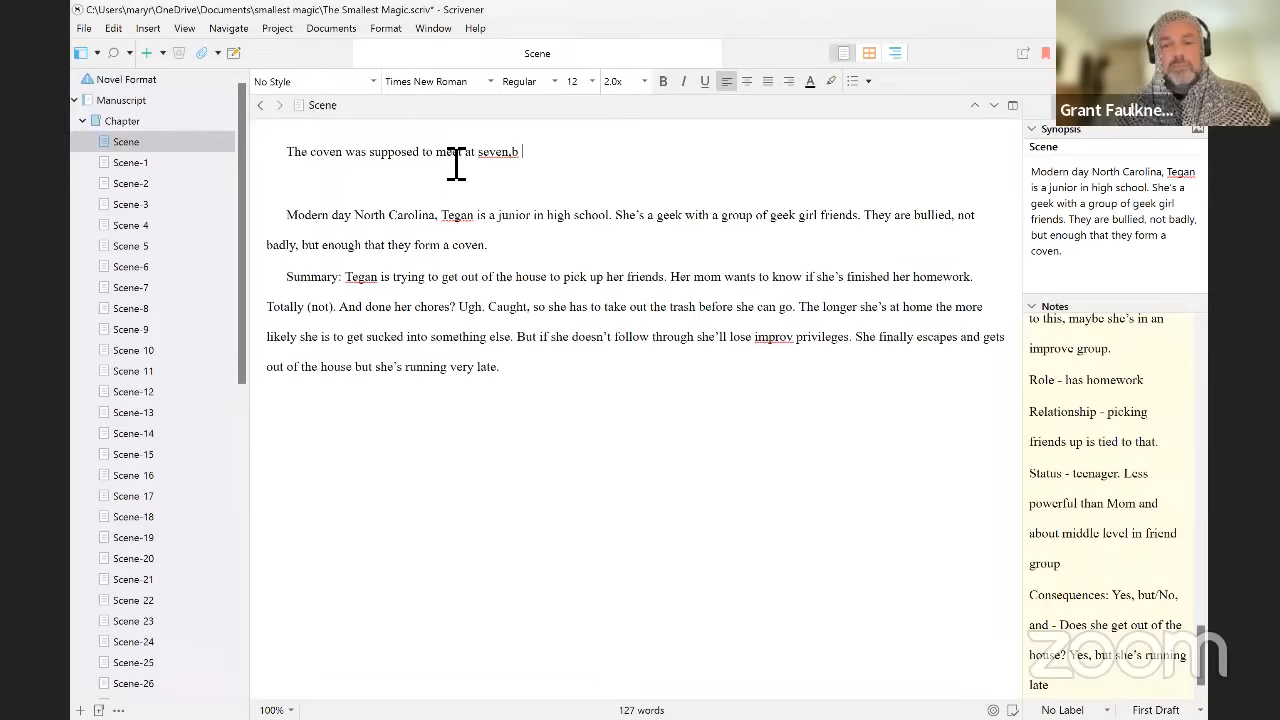 C:\Users\maryr\OneDrive\Documents\smallest magic\The Smallest Magic.scriv* - Scrivener
File Edit Insert View Navigate Project Documents Format Window Help
Scene
No Style Times New Roman Regular 12 2.0x B I U A
Scene
Novel Format
Manuscript
Chapter
Scene
Scene-1
Scene-2
Scene-3
Scene 4
Scene 5
Scene-6
Scene-7
Scene-8
Scene-9
Scene 10
Scene 11
Scene-12
Scene-13
Scene-14
Scene-15
Scene 16
Scene-17
Scene-18
Scene-19
Scene-20
Scene-21
Scene 22
Scene 23
Scene-24
Scene-25
Scene-26
The coven was supposed to meet at seven,b
Modern day North Carolina, Tegan is a junior in high school. She's a geek with a group of geek girl friends. They are bullied, not
badly, but enough that they form a coven.
Summary: Tegan is trying to get out of the house to pick up her friends. Her mom wants to know if she's finished her homework.
Totally (not). And done her chores? Ugh. Caught, so she has to take out the trash before she can go. The longer she's at home the more
likely she is to get sucked into something else. But if she doesn't follow through she'll lose improv privileges. She finally escapes and gets
out of the house but she's running very late.
100%
127 words
Grant Faulkne...
Synopsis
Scene
Modern day North Carolina, Tegan
is a junior in high school. She's a
geek with a group of geek girl
friends. They are bullied, not badly,
but enough that they form a
coven.
Notes
to this, maybe she's in an
improve group.
Role - has homework
Relationship - picking
friends up is tied to that.
Status - teenager. Less
powerful than Mom and
about middle level in friend
group
Consequences: Yes, but/No,
and - Does she get out of the
house? Yes, but she's running
late
zoom
No Label First Draft